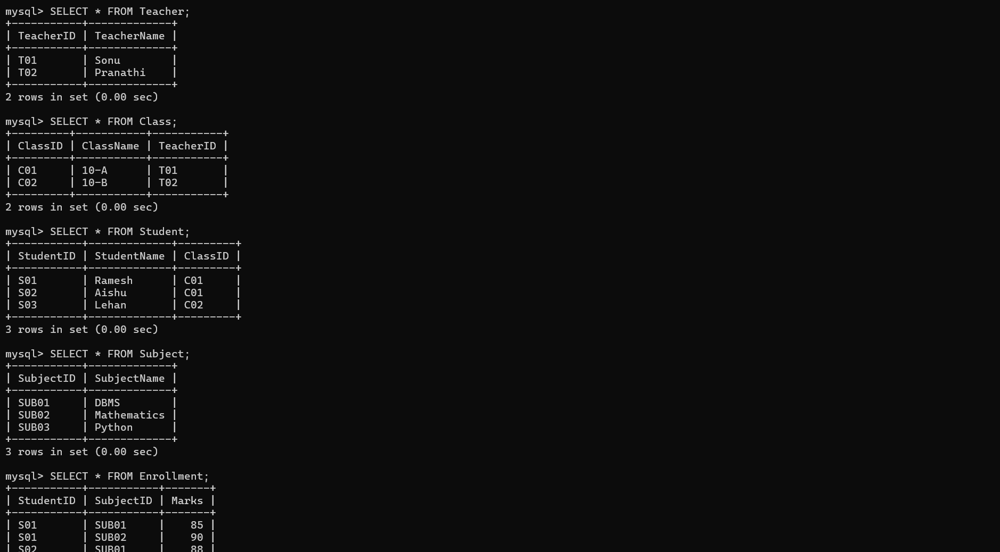 mysql> SELECT * FROM Teacher;
+-----------+-------------+
| TeacherID | TeacherName |
+-----------+-------------+
| T01       | Sonu        |
| T02       | Pranathi    |
+-----------+-------------+
2 rows in set (0.00 sec)

mysql> SELECT * FROM Class;
+---------+-----------+-----------+
| ClassID | ClassName | TeacherID |
+---------+-----------+-----------+
| C01     | 10-A      | T01       |
| C02     | 10-B      | T02       |
+---------+-----------+-----------+
2 rows in set (0.00 sec)

mysql> SELECT * FROM Student;
+-----------+-------------+---------+
| StudentID | StudentName | ClassID |
+-----------+-------------+---------+
| S01       | Ramesh      | C01     |
| S02       | Aishu       | C01     |
| S03       | Lehan       | C02     |
+-----------+-------------+---------+
3 rows in set (0.00 sec)

mysql> SELECT * FROM Subject;
+-----------+-------------+
| SubjectID | SubjectName |
+-----------+-------------+
| SUB01     | DBMS        |
| SUB02     | Mathematics |
| SUB03     | Python      |
+-----------+-------------+
3 rows in set (0.00 sec)

mysql> SELECT * FROM Enrollment;
+-----------+-----------+-------+
| StudentID | SubjectID | Marks |
+-----------+-----------+-------+
| S01       | SUB01     |    85 |
| S01       | SUB02     |    90 |
| S02       | SUB01     |    88 |